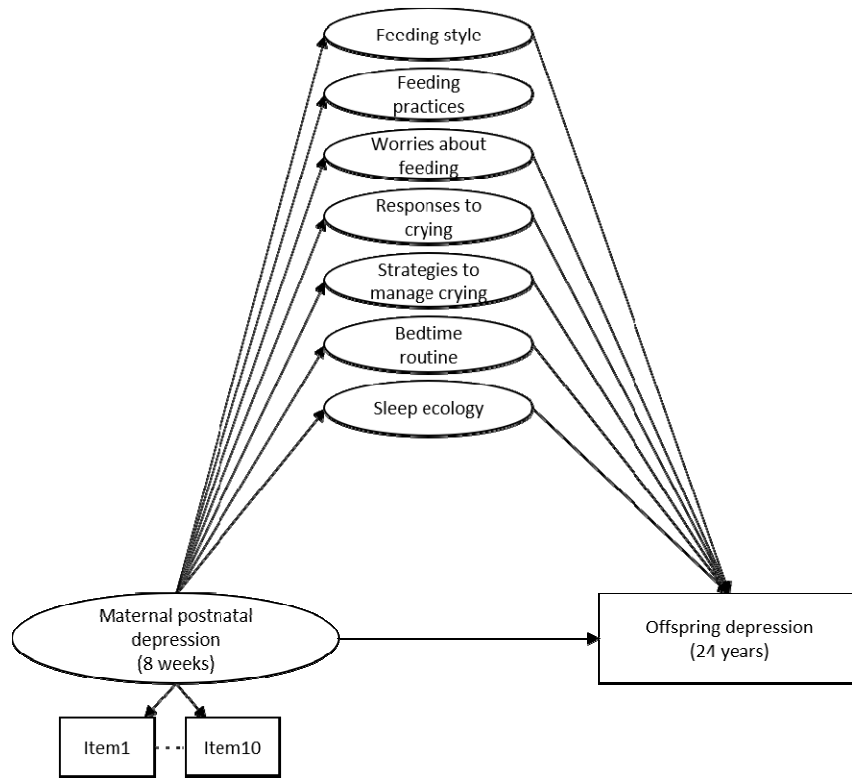 Feeding style
Feeding
practices
Worries about
feeding
Responses to
crying
Strategies to
manage crying
Bedtime
routine
Sleep ecology
Maternal postnatal
depression
(8 weeks)
Offspring depression
(24 years)
Item1
Item10